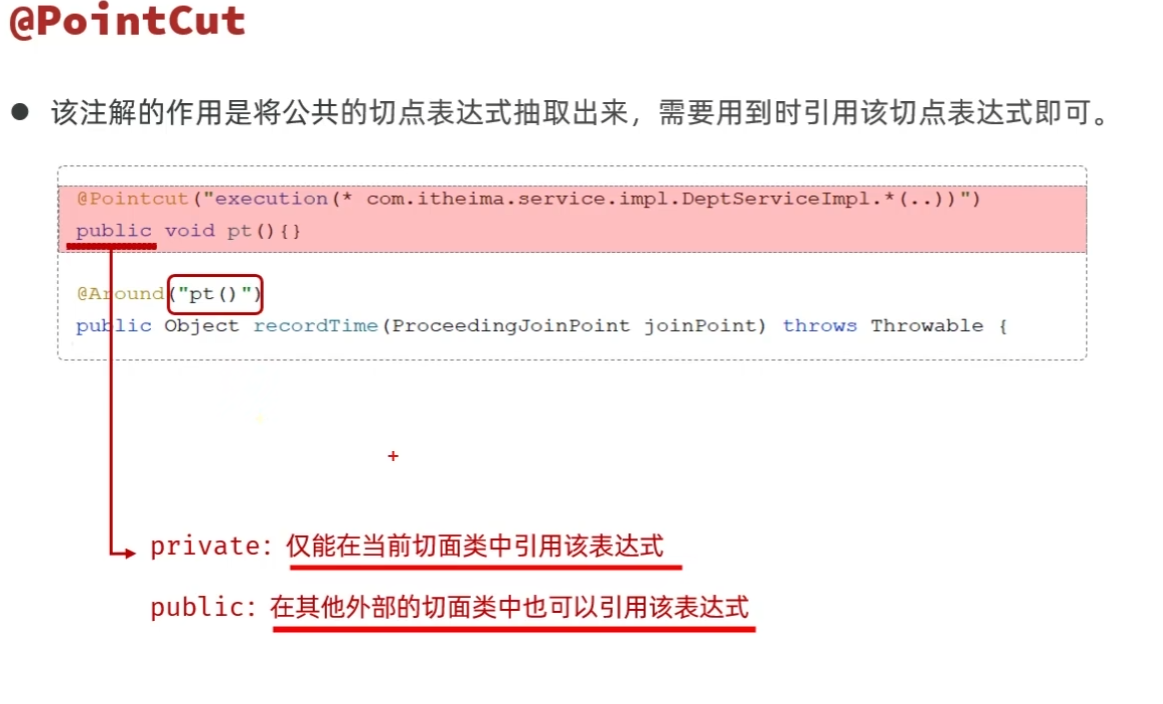 @PointCut
● 该注解的作用是将公共的切点表达式抽取出来，需要用到时引用该切点表达式即可。
@Pointcut("execution(* com.itheima.service.impl.DeptServiceImpl.*(..))")
public void pt(){}
@Around("pt()")
public Object recordTime(ProceedingJoinPoint joinPoint) throws Throwable {
private：仅能在当前切面类中引用该表达式
public：在其他外部的切面类中也可以引用该表达式